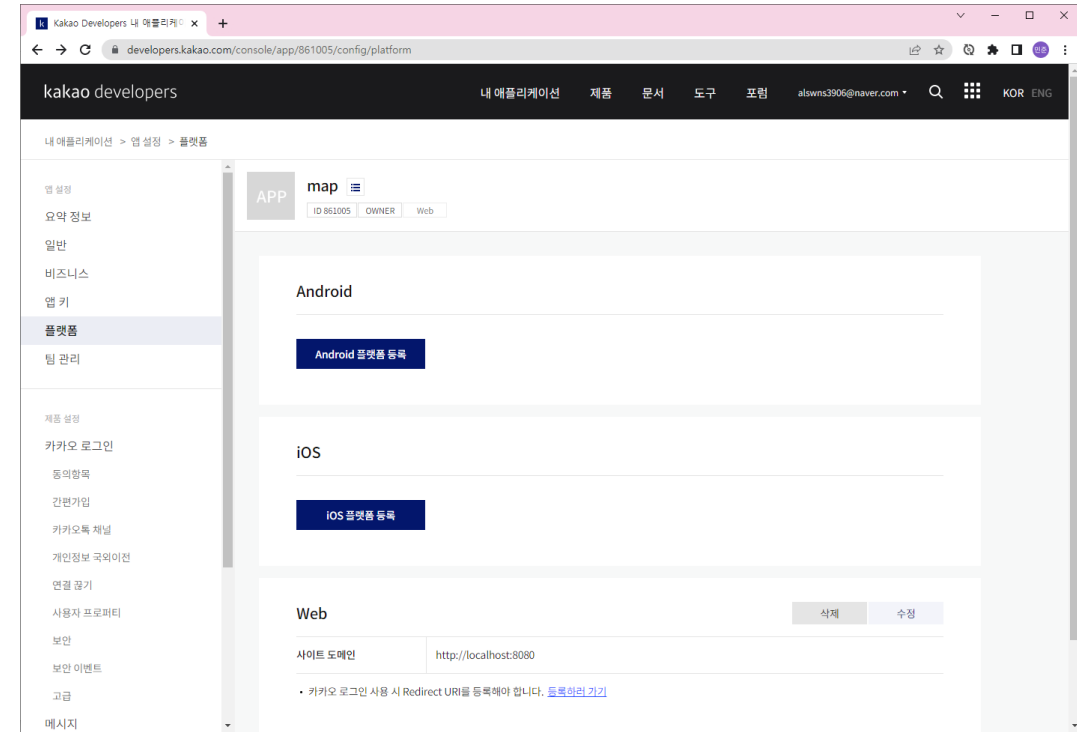 Kakao Developers 내 애플리케이
developers.kakao.com/console/app/861005/config/platform
민준
kakao developers
내 애플리케이션 제품 문서 도구 포럼 alswns3906@naver.com KOR ENG
내 애플리케이션 > 앱 설정 > 플랫폼
앱 설정
요약 정보
일반
비즈니스
앱 키
플랫폼
팀 관리
제품 설정
카카오 로그인
동의항목
간편가입
카카오톡 채널
개인정보 국외이전
연결 끊기
사용자 프로퍼티
보안
보안 이벤트
고급
메시지
APP
map
ID 861005 OWNER Web
Android
Android 플랫폼 등록
iOS
iOS 플랫폼 등록
Web
삭제 수정
사이트 도메인 http://localhost:8080
• 카카오 로그인 사용 시 Redirect URI를 등록해야 합니다. 등록하러 가기